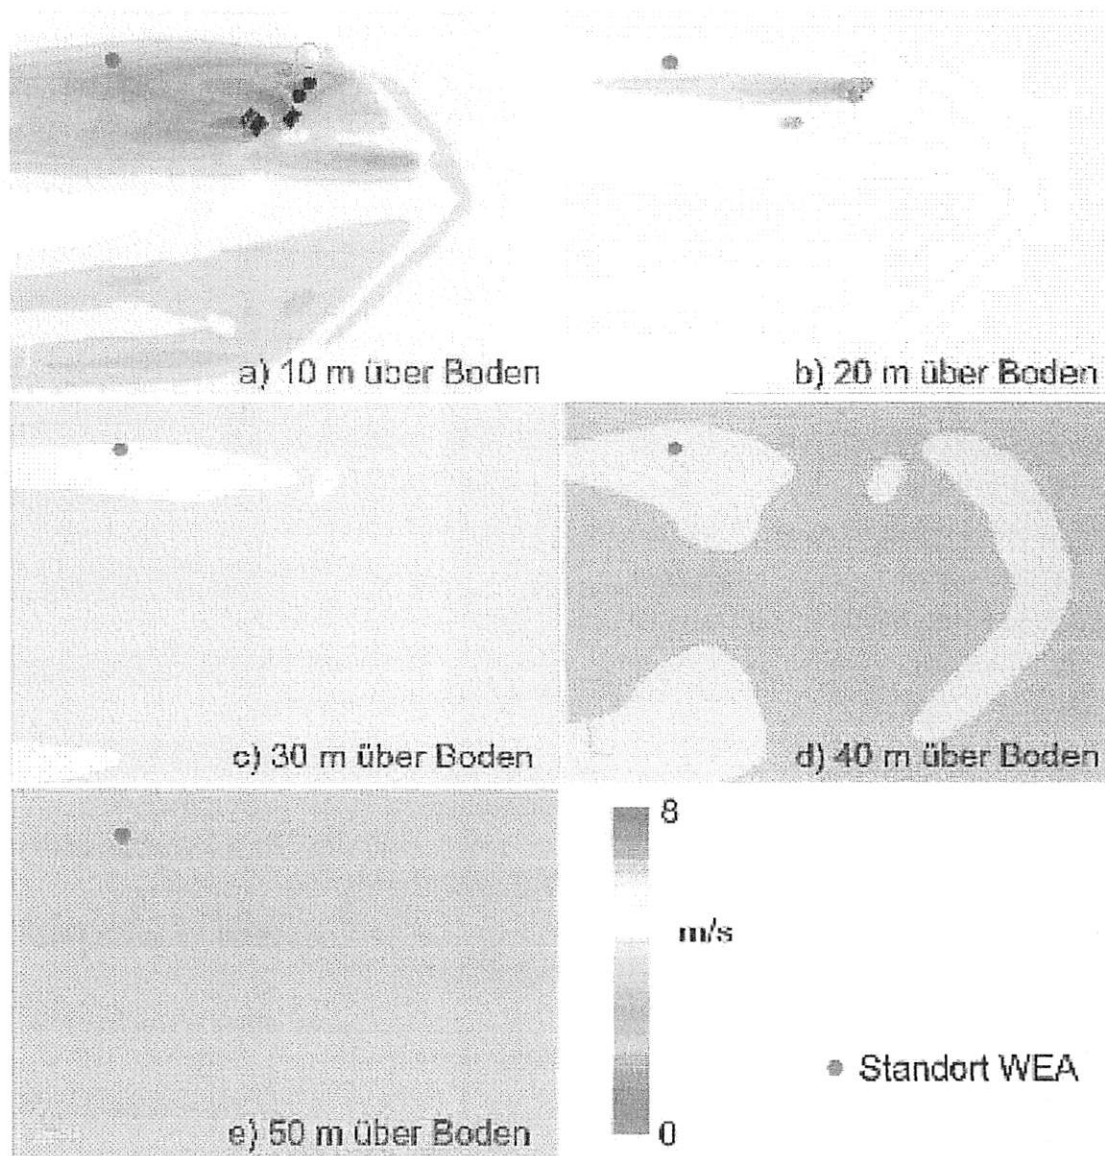 a) 10 m über Boden
b) 20 m über Boden
c) 30 m über Boden
d) 40 m über Boden
8
m/s
Standort WEA
0
e) 50 m über Boden